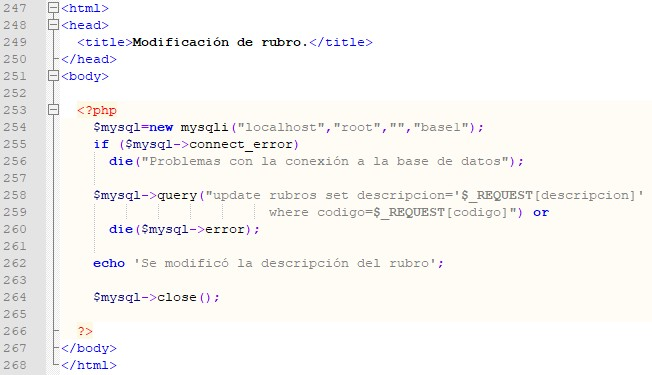 247 <html>
248 <head>
249   <title>Modificación de rubro.</title>
250 </head>
251 <body>
252
253   <?php
254     $mysql=new mysqli("localhost","root","","base1");
255     if ($mysql->connect_error)
256       die("Problemas con la conexión a la base de datos");
257
258     $mysql->query("update rubros set descripcion='$_REQUEST[descripcion]'
259                           where codigo=$_REQUEST[codigo]") or
260       die($mysql->error);
261
262     echo 'Se modificó la descripción del rubro';
263
264     $mysql->close();
265
266   ?>
267 </body>
268 </html>